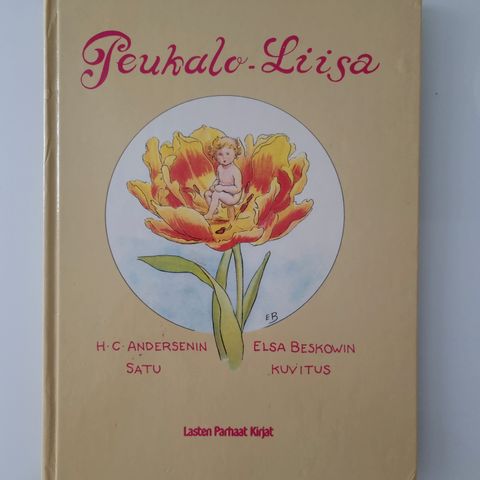 Peukalo-Liisa
EB
H·C·ANDERSENIN ELSA BESKOWIN
SATU KUVITUS
Lasten Parhaat Kirjat